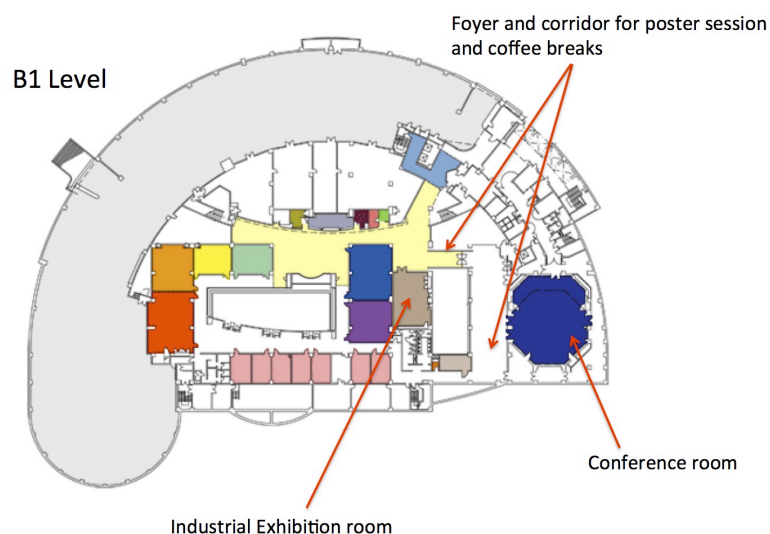 Foyer and corridor for poster session
and coffee breaks
B1 Level
Conference room
Industrial Exhibition room